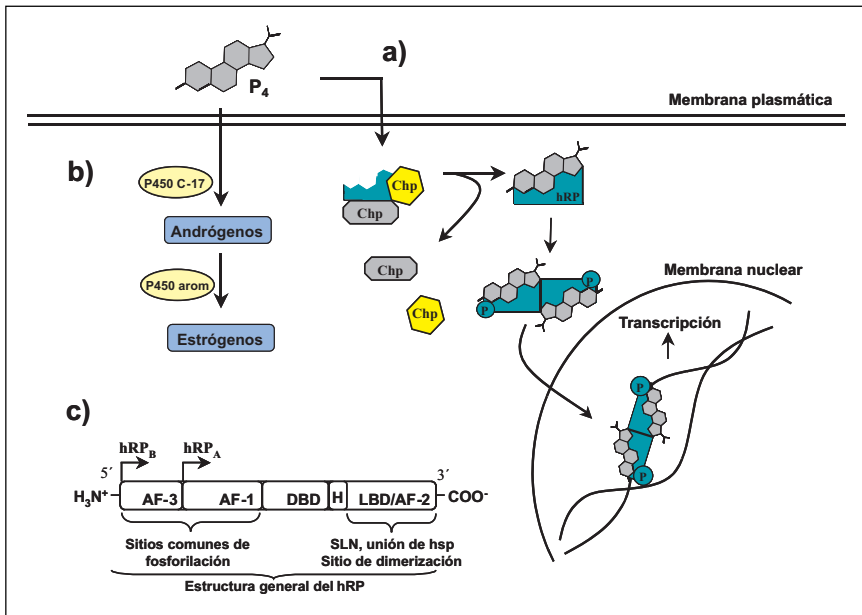 a)
P4
Membrana plasmática
b)
P450 C-17
Chp
Chp
hRP
Andrógenos
Chp
Chp
P450 arom
Estrógenos
P
P
Membrana nuclear
Transcripción
P
P
c)
hRPB
hRPA
5´
3´
H3N+
AF-3
AF-1
DBD
H
LBD/AF-2
COO-
Sitios comunes de
fosforilación
SLN, unión de hsp
Sitio de dimerización
Estructura general del hRP